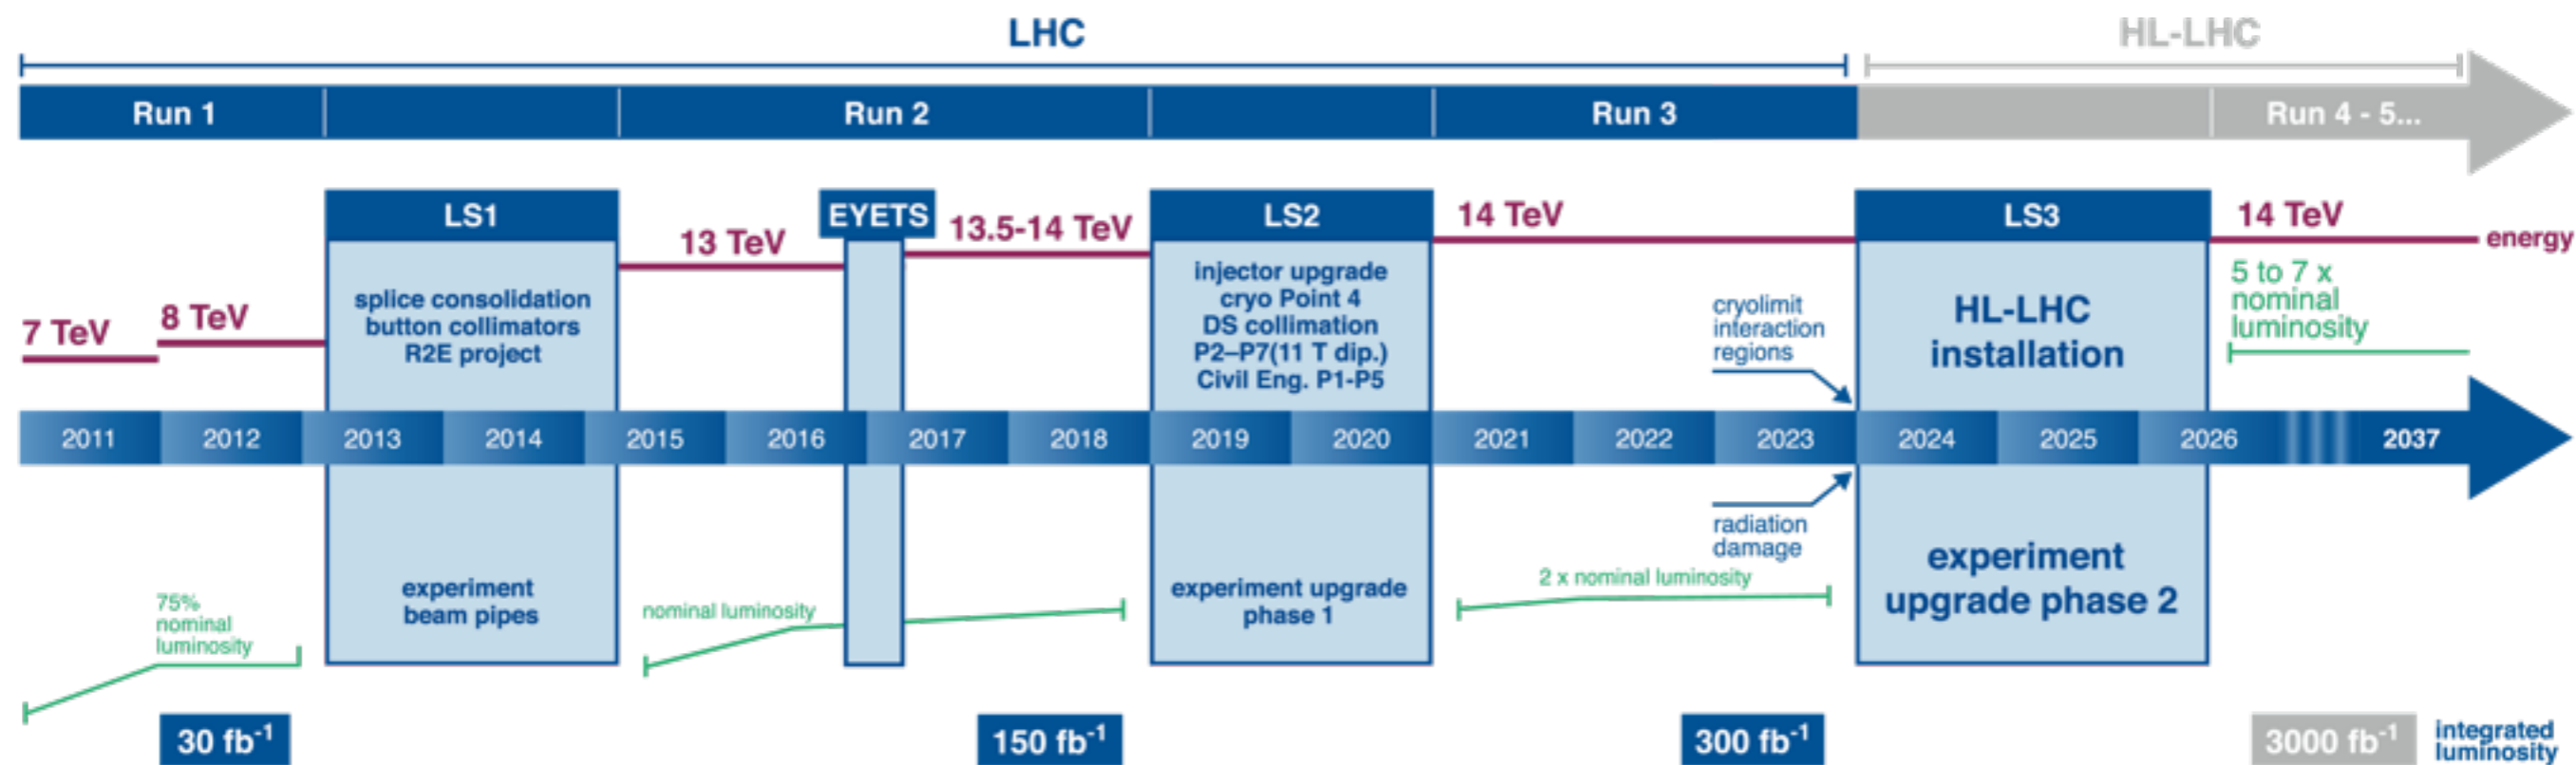 LHC
HL-LHC
Run 1
Run 2
Run 3
Run 4 - 5...
LS1
EYETS
LS2
LS3
7 TeV
8 TeV
13 TeV
13.5-14 TeV
14 TeV
14 TeV
energy
splice consolidation
button collimators
R2E project
injector upgrade
cryo Point 4
DS collimation
P2–P7(11 T dip.)
Civil Eng. P1-P5
cryolimit
interaction
regions
HL-LHC
installation
5 to 7 x
nominal
luminosity
2011
2012
2013
2014
2015
2016
2017
2018
2019
2020
2021
2022
2023
2024
2025
2026
2037
75%
nominal
luminosity
experiment
beam pipes
nominal luminosity
experiment upgrade
phase 1
radiation
damage
2 x nominal luminosity
experiment
upgrade phase 2
30 fb⁻¹
150 fb⁻¹
300 fb⁻¹
3000 fb⁻¹
integrated
luminosity